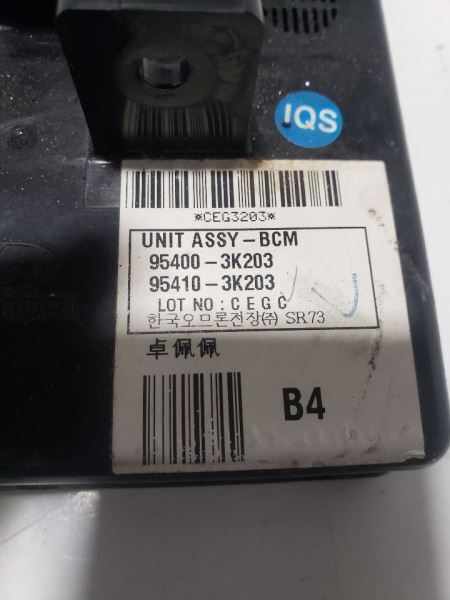 IQS
*CEG3203*
UNIT ASSY-BCM
95400-3K203
95410-3K203
LOT NO: CEGC
한국오므론전장(주) SR73
卓佩佩
B4